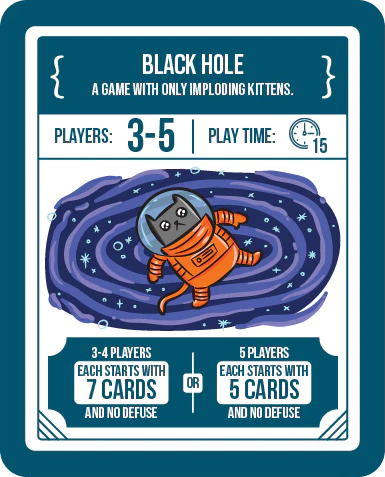 BLACK HOLE
A GAME WITH ONLY IMPLODING KITTENS.
PLAYERS: 3-5 PLAY TIME: 15
3-4 PLAYERS
EACH STARTS WITH
7 CARDS
AND NO DEFUSE
OR
5 PLAYERS
EACH STARTS WITH
5 CARDS
AND NO DEFUSE